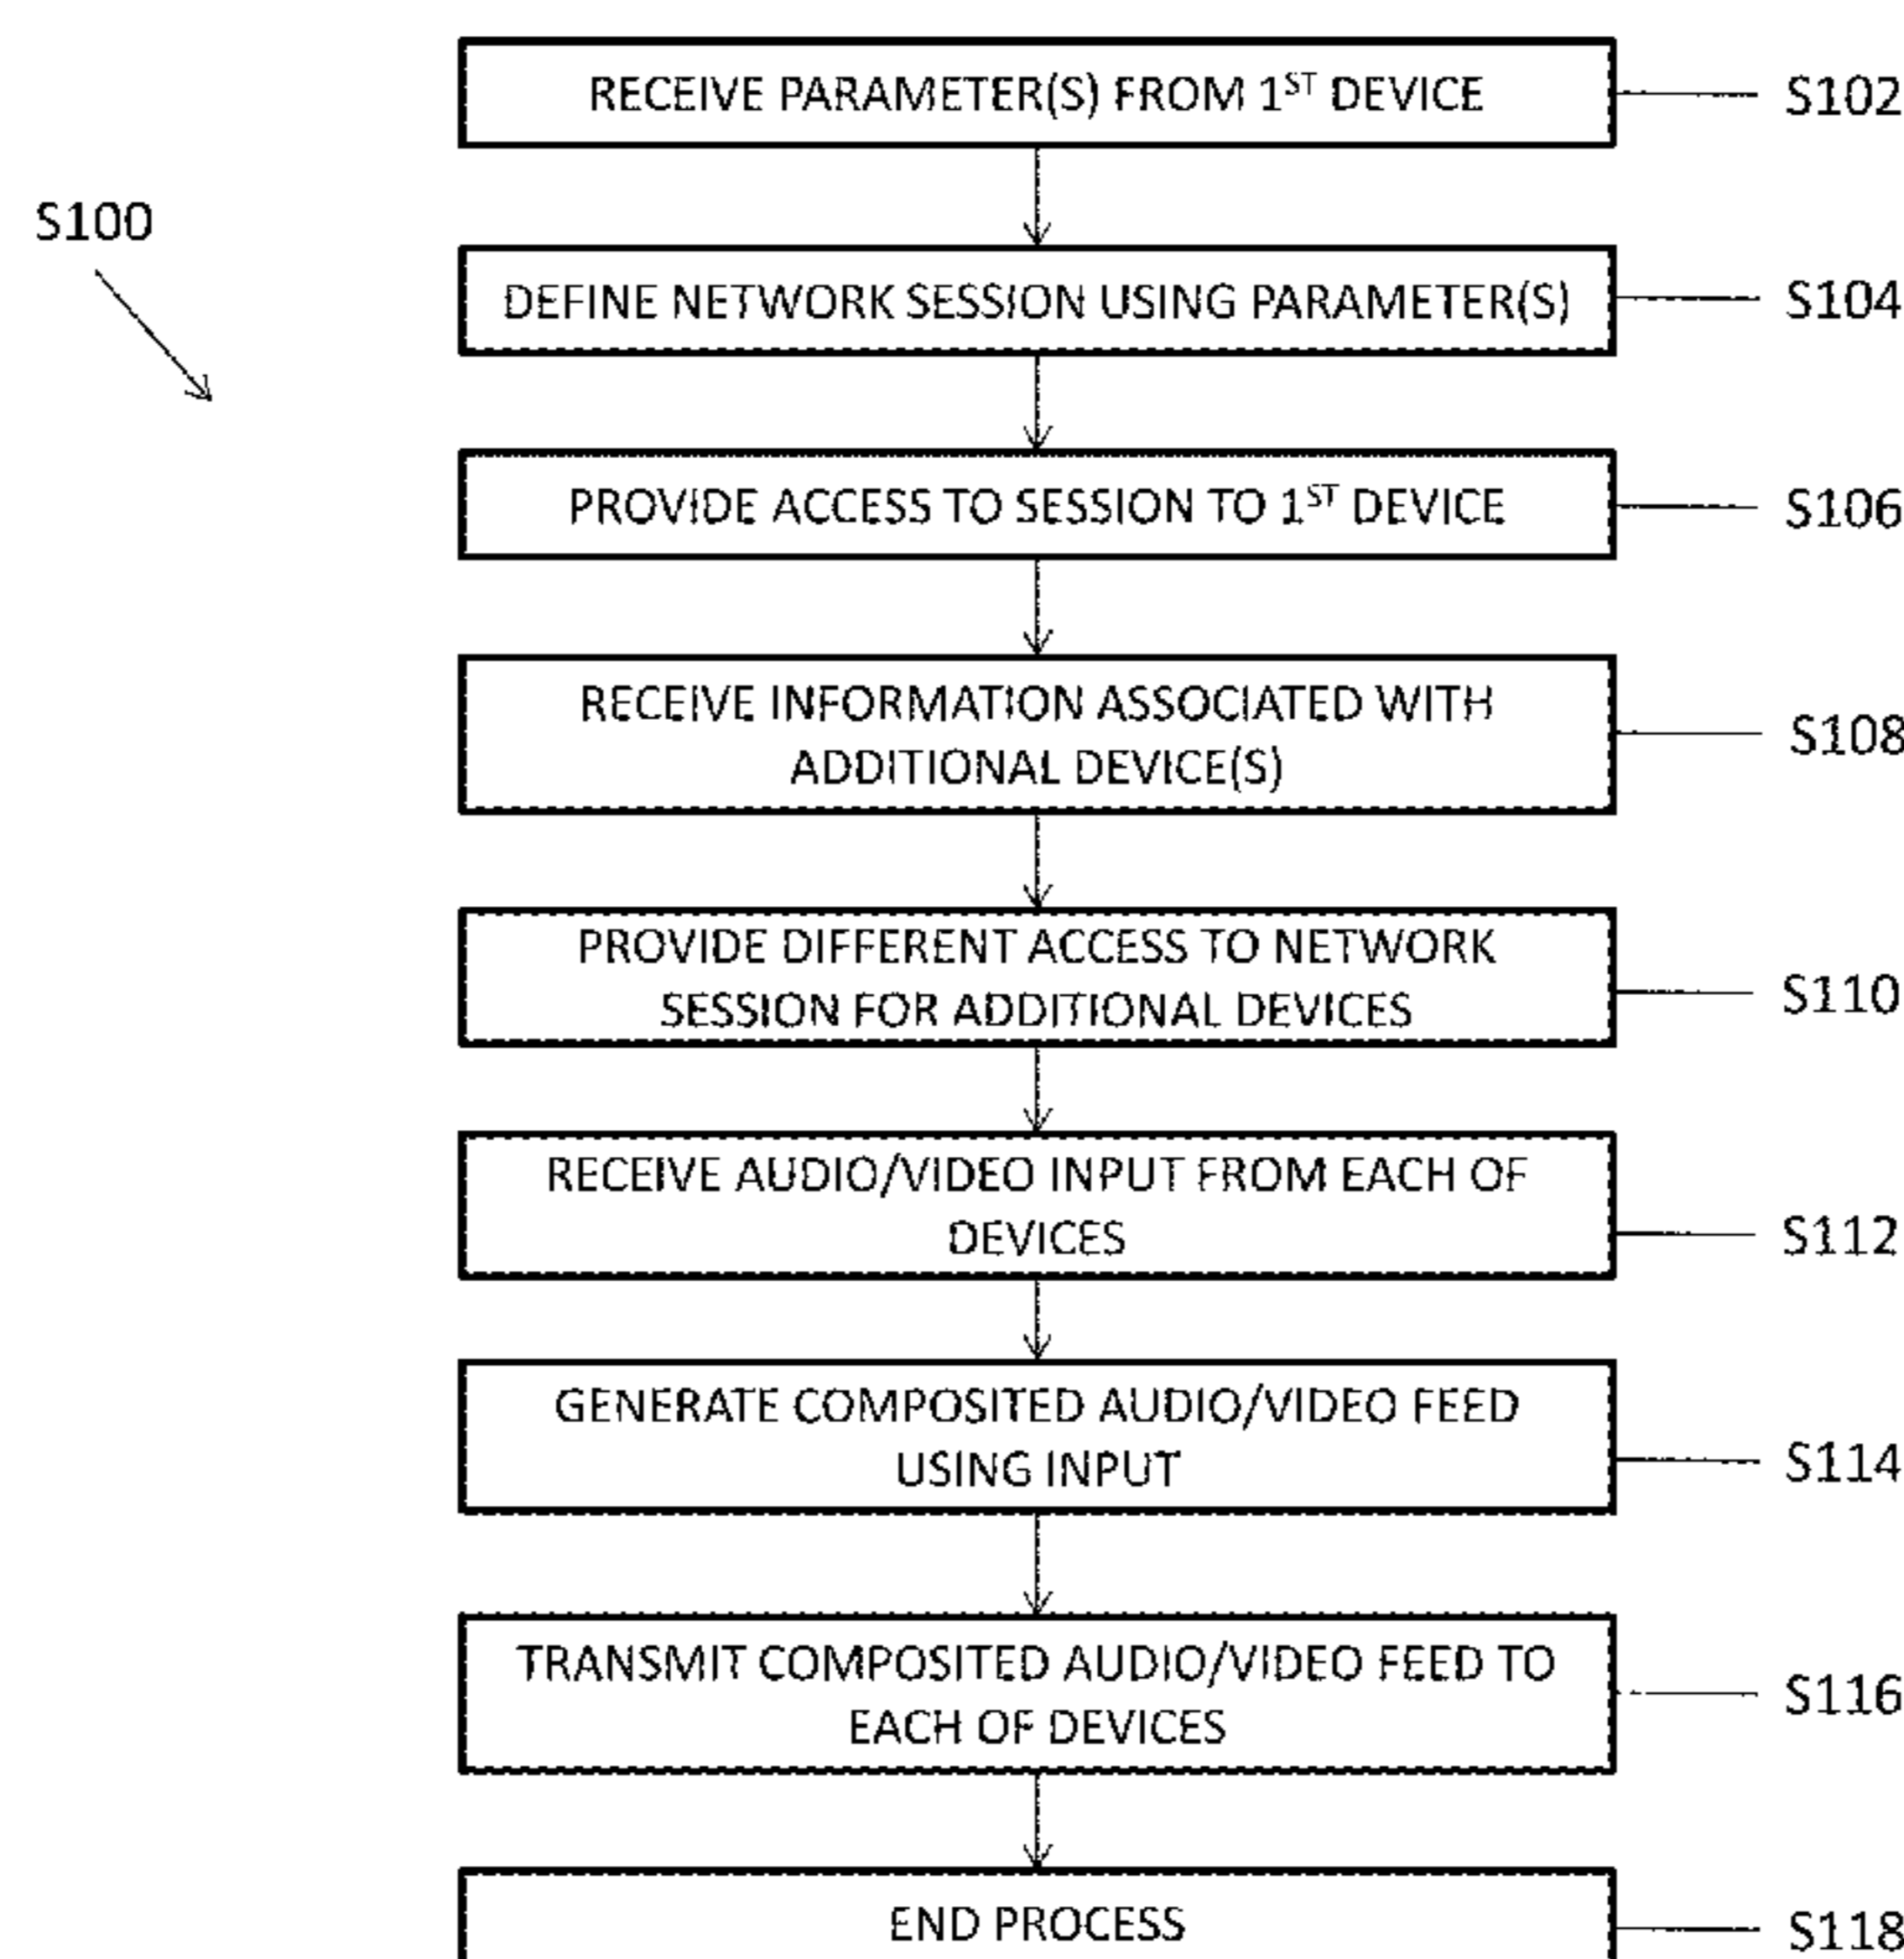 RECEIVE PARAMETER(S) FROM 1ST DEVICE
S102
S100
DEFINE NETWORK SESSION USING PARAMETER(S)
S104
PROVIDE ACCESS TO SESSION TO 1ST DEVICE
S106
RECEIVE INFORMATION ASSOCIATED WITH
ADDITIONAL DEVICE(S)
S108
PROVIDE DIFFERENT ACCESS TO NETWORK
SESSION FOR ADDITIONAL DEVICES
S110
RECEIVE AUDIO/VIDEO INPUT FROM EACH OF
DEVICES
S112
GENERATE COMPOSITED AUDIO/VIDEO FEED
USING INPUT
S114
TRANSMIT COMPOSITED AUDIO/VIDEO FEED TO
EACH OF DEVICES
S116
END PROCESS
S118